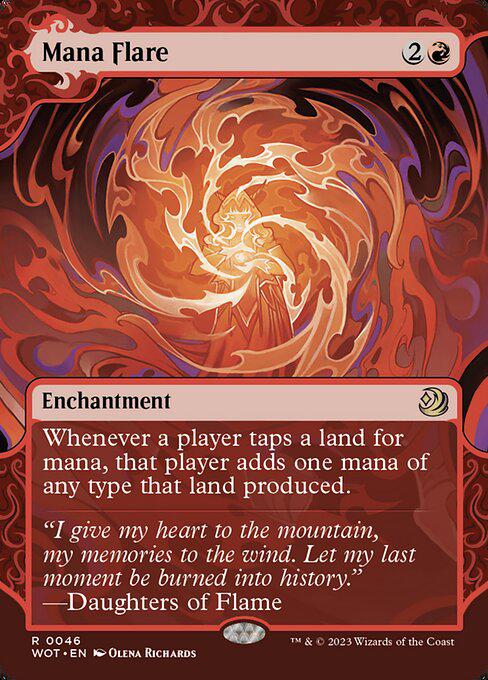 Mana Flare 2
Enchantment
Whenever a player taps a land for
mana, that player adds one mana of
any type that land produced.
“I give my heart to the mountain,
my memories to the wind. Let my last
moment be burned into history.”
—Daughters of Flame
R 0046
WOT • EN Olena Richards
™ & © 2023 Wizards of the Coast